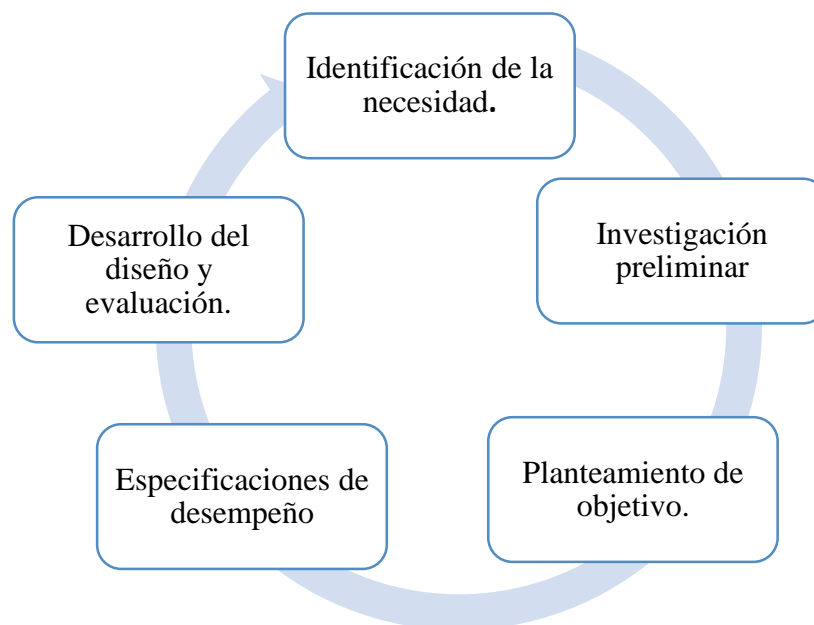 Identificación de la
necesidad.
Investigación
preliminar
Planteamiento de
objetivo.
Especificaciones de
desempeño
Desarrollo del
diseño y
evaluación.